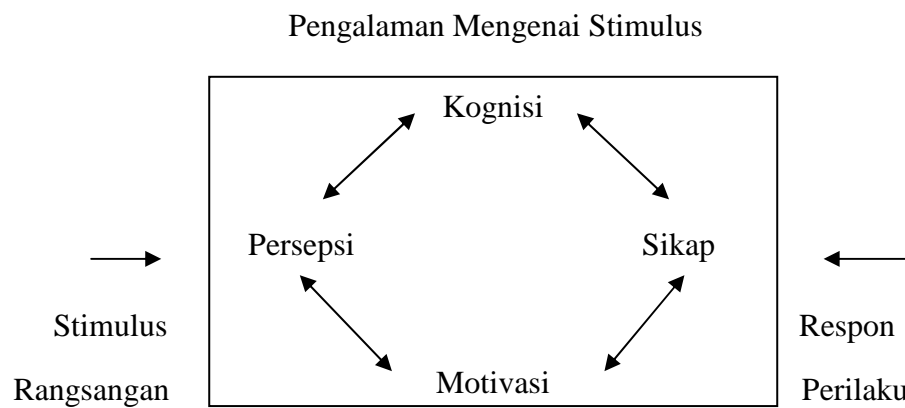 Pengalaman Mengenai Stimulus
Kognisi
Persepsi
Sikap
Stimulus
Respon
Rangsangan
Motivasi
Perilaku